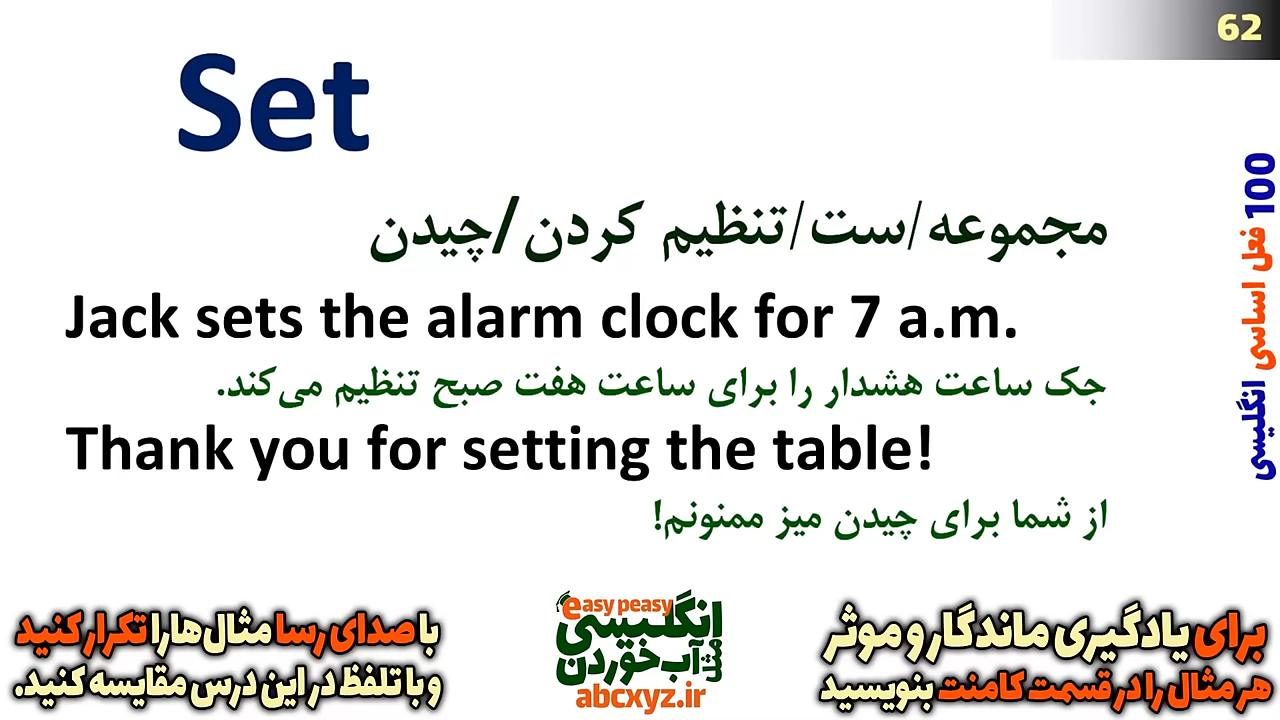 62
Set
مجموعه/ست/تنظیم کردن/چیدن
Jack sets the alarm clock for 7 a.m.
جک ساعت هشدار را برای ساعت هفت صبح تنظیم می‌کند.
Thank you for setting the table!
از شما برای چیدن میز ممنونم!
100 فعل اساسی انگلیسی
برای یادگیری ماندگار و موثر
هر مثال را در قسمت کامنت بنویسید
easy peasy
انگلیسی
مثل آب خوردن
abcxyz.ir
با صدای رسا مثال‌ها را تکرار کنید
و با تلفظ در این درس مقایسه کنید.